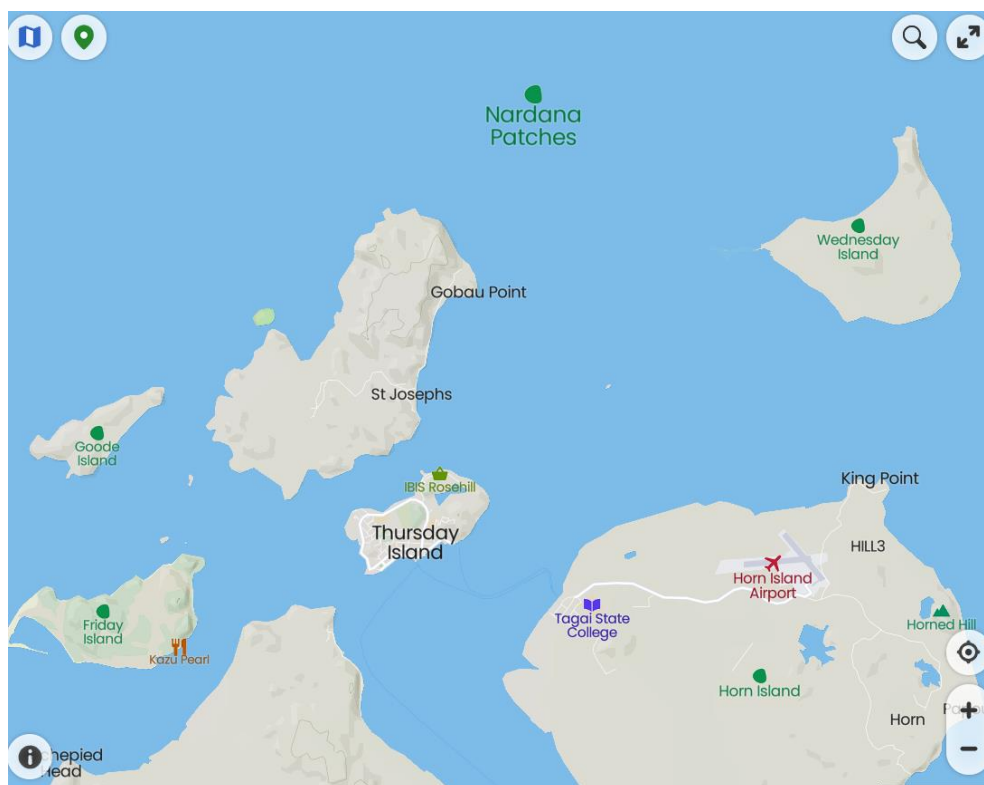 Nardana
Patches
Wednesday
Island
Gobau Point
St Josephs
Goode
Island
IBIS Rosehill
King Point
Thursday
Island
HILL3
Horn Island
Airport
Tagai State
College
Friday
Island
Horned Hill
Kazu Pearl
Horn Island
Horn
hepied
Head